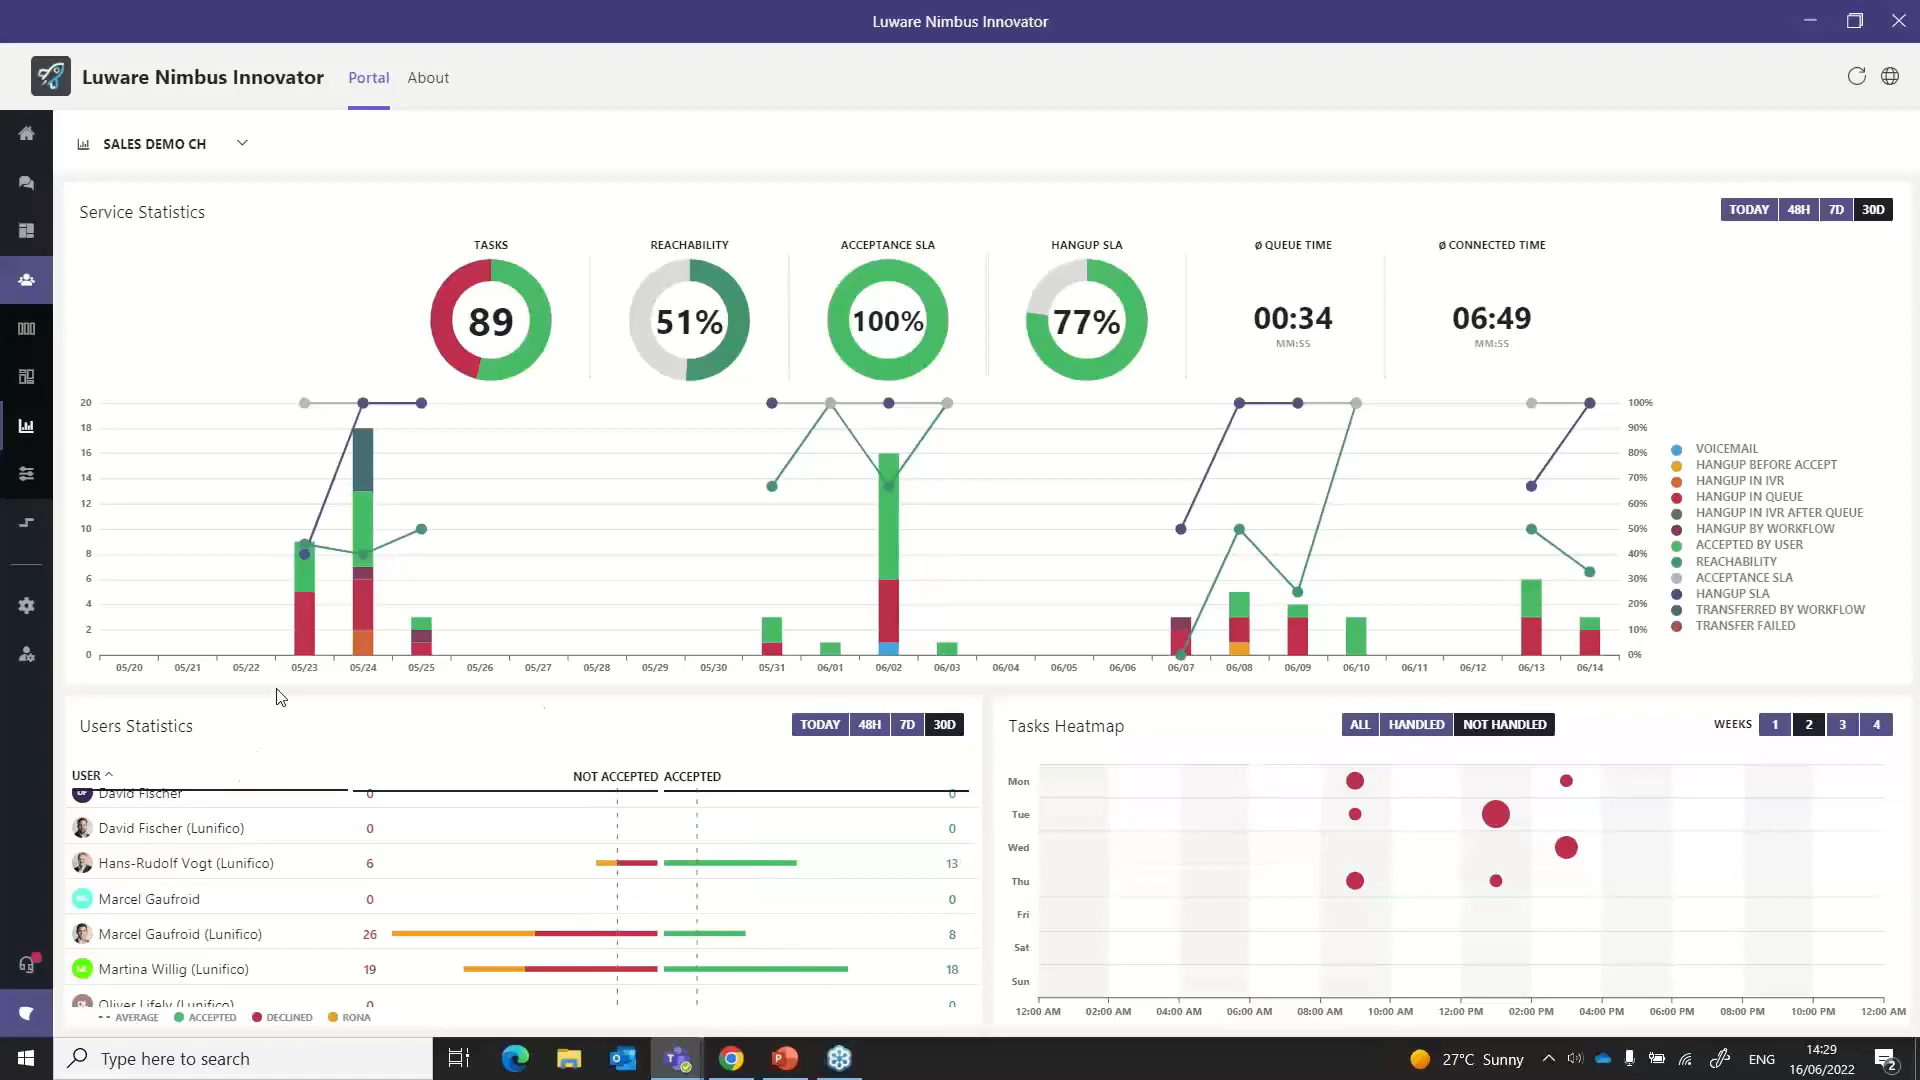 Luware Nimbus Innovator
Luware Nimbus Innovator Portal About
SALES DEMO CH
Service Statistics
TODAY 48H 7D 30D
TASKS REACHABILITY ACCEPTANCE SLA HANGUP SLA Ø QUEUE TIME Ø CONNECTED TIME
89 51% 100% 77% 00:34 06:49
MM:SS MM:SS
20 100%
18 90%
16 80%
14 70%
12 60%
10 50%
8 40%
6 30%
4 20%
2 10%
0 0%
VOICEMAIL
HANGUP BEFORE ACCEPT
HANGUP IN IVR
HANGUP IN QUEUE
HANGUP IN IVR AFTER QUEUE
HANGUP BY WORKFLOW
ACCEPTED BY USER
REACHABILITY
ACCEPTANCE SLA
HANGUP SLA
TRANSFERRED BY WORKFLOW
TRANSFER FAILED
05/20 05/21 05/22 05/23 05/24 05/25 05/26 05/27 05/28 05/29 05/30 05/31 06/01 06/02 06/03 06/04 06/05 06/06 06/07 06/08 06/09 06/10 06/11 06/12 06/13 06/14
Users Statistics
TODAY 48H 7D 30D
USER NOT ACCEPTED ACCEPTED
David Fischer 0 0
David Fischer (Lunifico) 0 0
Hans-Rudolf Vogt (Lunifico) 6 13
Marcel Gaufroid 0 0
Marcel Gaufroid (Lunifico) 26 8
Martina Willig (Lunifico) 19 18
Oliver Lifely (Lunifico) 0 0
AVERAGE ACCEPTED DECLINED RONA
Tasks Heatmap
ALL HANDLED NOT HANDLED
WEEKS 1 2 3 4
Mon
Tue
Wed
Thu
Fri
Sat
Sun
12:00 AM 02:00 AM 04:00 AM 06:00 AM 08:00 AM 10:00 AM 12:00 PM 02:00 PM 04:00 PM 06:00 PM 08:00 PM 10:00 PM 12:00 AM
Type here to search
27°C Sunny
ENG
14:29
16/06/2022
2